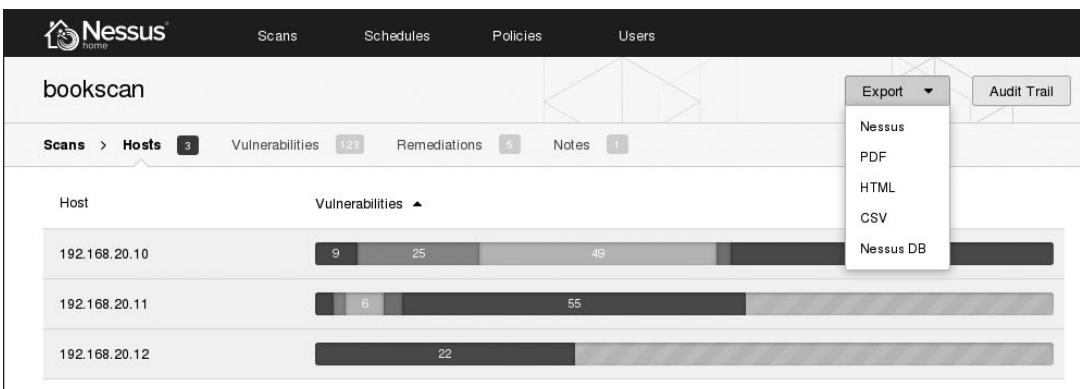 Nessus
home
Scans Schedules Policies Users
bookscan
Export Audit Trail
Nessus
PDF
HTML
CSV
Nessus DB
Scans > Hosts 3 Vulnerabilities 123 Remediations 5 Notes 1
Host Vulnerabilities
192.168.20.10 9 25 49
192.168.20.11 6 55
192.168.20.12 22